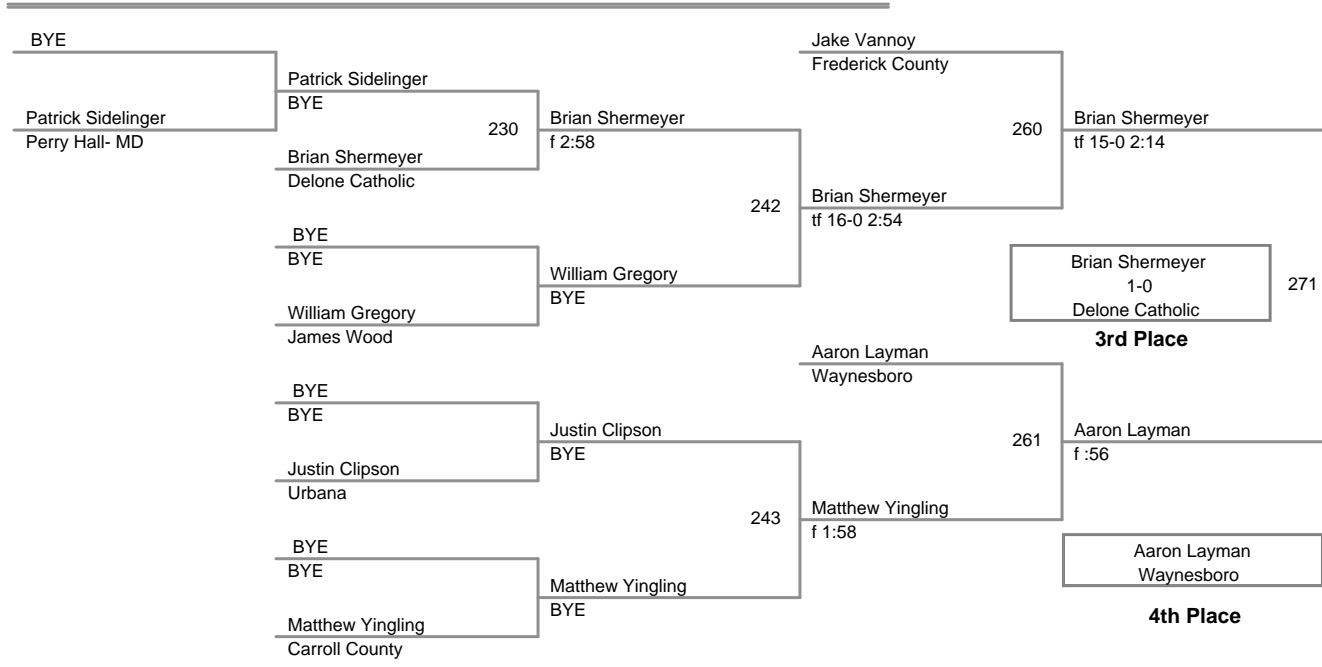 BYE
Patrick Sidelinger
Perry Hall- MD
Patrick Sidelinger
BYE
230
Brian Shermeyer
Delone Catholic
BYE
BYE
William Gregory
James Wood
BYE
BYE
Justin Clipson
Urbana
BYE
BYE
Matthew Yingling
Carroll County
Brian Shermeyer
f 2:58
242
William Gregory
BYE
Justin Clipson
BYE
243
Matthew Yingling
BYE
Jake Vannoy
Frederick County
260
Brian Shermeyer
tf 16-0 2:54
Aaron Layman
Waynesboro
261
Matthew Yingling
f 1:58
Brian Shermeyer
tf 15-0 2:14
Brian Shermeyer
1-0
Delone Catholic
271
3rd Place
Aaron Layman
f :56
Aaron Layman
Waynesboro
4th Place